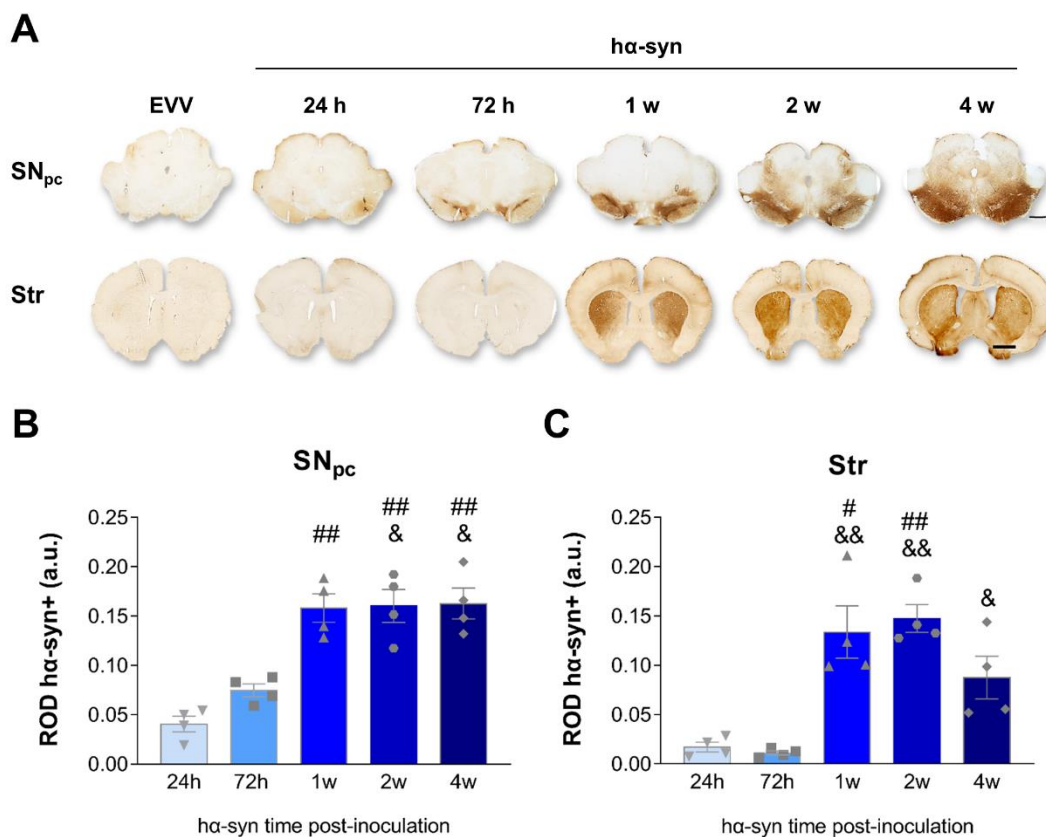 A
hα-syn
EVV 24 h 72 h 1 w 2 w 4 w
SNpc
Str
B
SNpc
## ## ##
& &
0.25
0.20
0.15
0.10
0.05
0.00
ROD hα-syn+ (a.u.)
24h 72h 1w 2w 4w
hα-syn time post-inoculation
C
Str
# ##
&& &&
&
0.25
0.20
0.15
0.10
0.05
0.00
ROD hα-syn+ (a.u.)
24h 72h 1w 2w 4w
hα-syn time post-inoculation